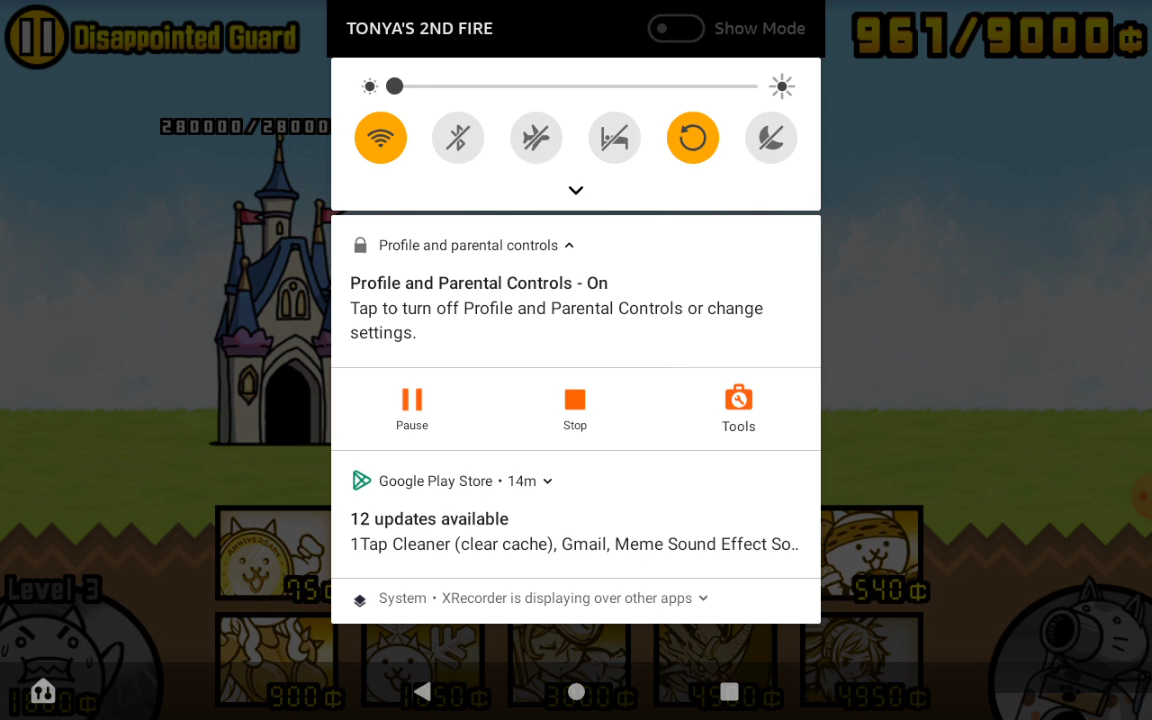 TONYA'S 2ND FIRE
Show Mode
Disappointed Guard
961/9000¢
280000/28000
Profile and parental controls
Profile and Parental Controls - On
Tap to turn off Profile and Parental Controls or change
settings.
Pause
Stop
Tools
Google Play Store • 14m
12 updates available
1Tap Cleaner (clear cache), Gmail, Meme Sound Effect So..
System • XRecorder is displaying over other apps
ANNIVERSARY
75¢
540¢
Level 3
900¢
4950¢